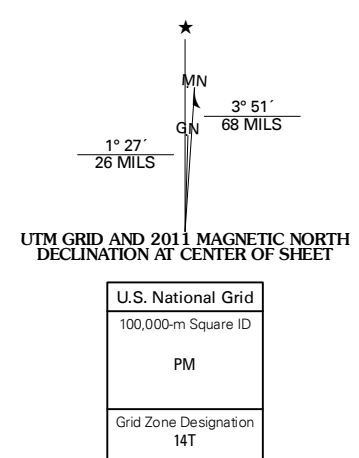 ★
MN
3° 51´
68 MILS
GN
1° 27´
26 MILS
UTM GRID AND 2011 MAGNETIC NORTH
DECLINATION AT CENTER OF SHEET
U.S. National Grid
100,000-m Square ID
PM
Grid Zone Designation
14T